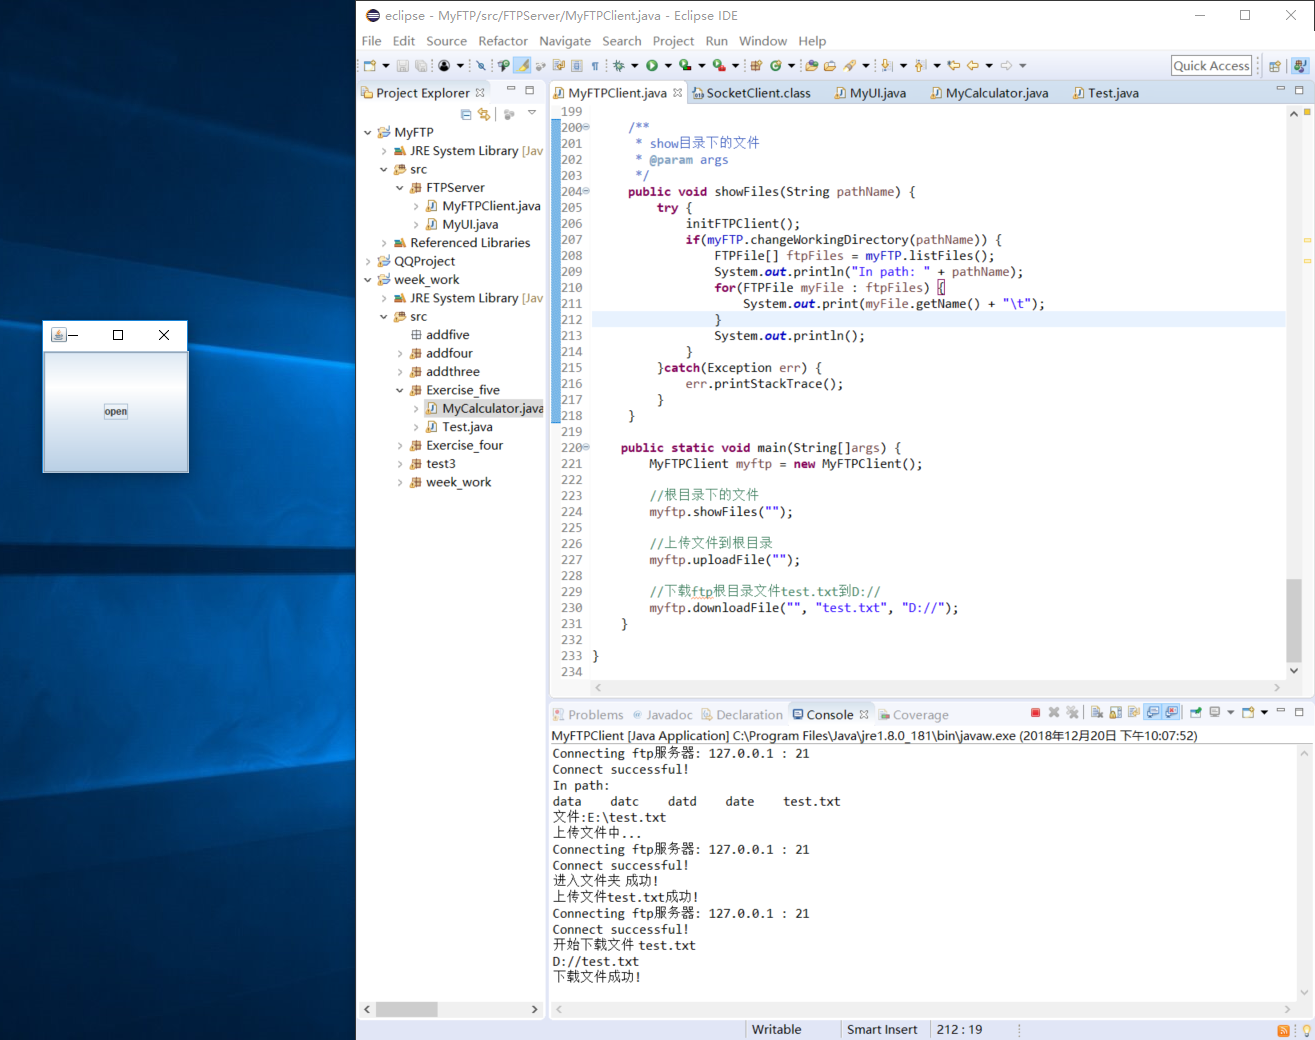 eclipse - MyFTP/src/FTPServer/MyFTPClient.java - Eclipse IDE
File Edit Source Refactor Navigate Search Project Run Window Help
Quick Access
Project Explorer
MyFTP
JRE System Library [Jav
src
FTPServer
MyFTPClient.java
MyUI.java
Referenced Libraries
QQProject
week_work
JRE System Library [Jav
src
addfive
addfour
addthree
Exercise_five
MyCalculator.java
Test.java
Exercise_four
test3
week_work
open
MyFTPClient.java SocketClient.class MyUI.java MyCalculator.java Test.java
199
200 /**
201 * show目录下的文件
202 * @param args
203 */
204 public void showFiles(String pathName) {
205 try {
206 initFTPClient();
207 if(myFTP.changeWorkingDirectory(pathName)) {
208 FTPFile[] ftpFiles = myFTP.listFiles();
209 System.out.println("In path: " + pathName);
210 for(FTPFile myFile : ftpFiles) {
211 System.out.print(myFile.getName() + "\t");
212 }
213 System.out.println();
214 }
215 }catch(Exception err) {
216 err.printStackTrace();
217 }
218 }
219
220 public static void main(String[]args) {
221 MyFTPClient myftp = new MyFTPClient();
222
223 //根目录下的文件
224 myftp.showFiles("");
225
226 //上传文件到根目录
227 myftp.uploadFile("");
228
229 //下载ftp根目录文件test.txt到D://
230 myftp.downloadFile("", "test.txt", "D://");
231 }
232
233 }
234
Problems @ Javadoc Declaration Console Coverage
MyFTPClient [Java Application] C:\Program Files\Java\jre1.8.0_181\bin\javaw.exe (2018年12月20日 下午10:07:52)
Connecting ftp服务器: 127.0.0.1 : 21
Connect successful!
In path:
data datc datd date test.txt
文件:E:\test.txt
上传文件中...
Connecting ftp服务器: 127.0.0.1 : 21
Connect successful!
进入文件夹 成功!
上传文件test.txt成功!
Connecting ftp服务器: 127.0.0.1 : 21
Connect successful!
开始下载文件 test.txt
D://test.txt
下载文件成功!
Writable Smart Insert 212 : 19